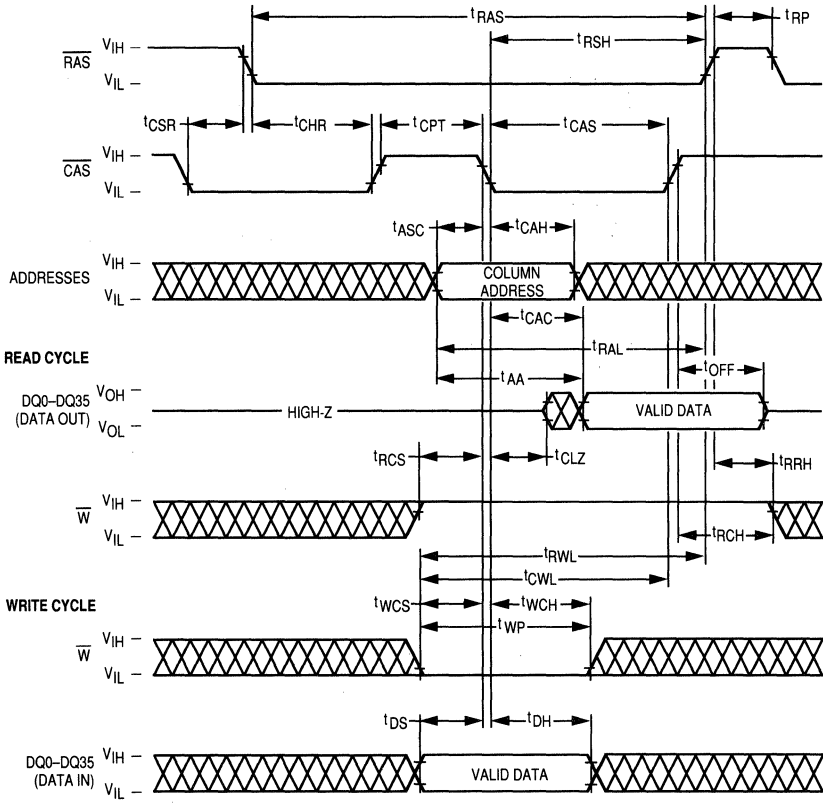 tRAS
tRP
tRSH
RAS
VIH
VIL
tCSR
tCHR
tCPT
tCAS
CAS
VIH
VIL
tASC
tCAH
ADDRESSES
VIH
VIL
COLUMN
ADDRESS
tCAC
tRAL
READ CYCLE
tAA
tOFF
DQ0–DQ35
(DATA OUT)
VOH
VOL
HIGH-Z
VALID DATA
tRCS
tCLZ
tRRH
W
VIH
VIL
tRCH
tRWL
tCWL
WRITE CYCLE
tWCS
tWCH
tWP
W
VIH
VIL
tDS
tDH
DQ0–DQ35
(DATA IN)
VIH
VIL
VALID DATA